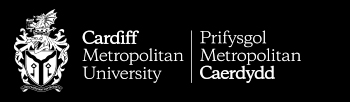 Cardiff
Metropolitan
University
Prifysgol
Metropolitan
Caerdydd